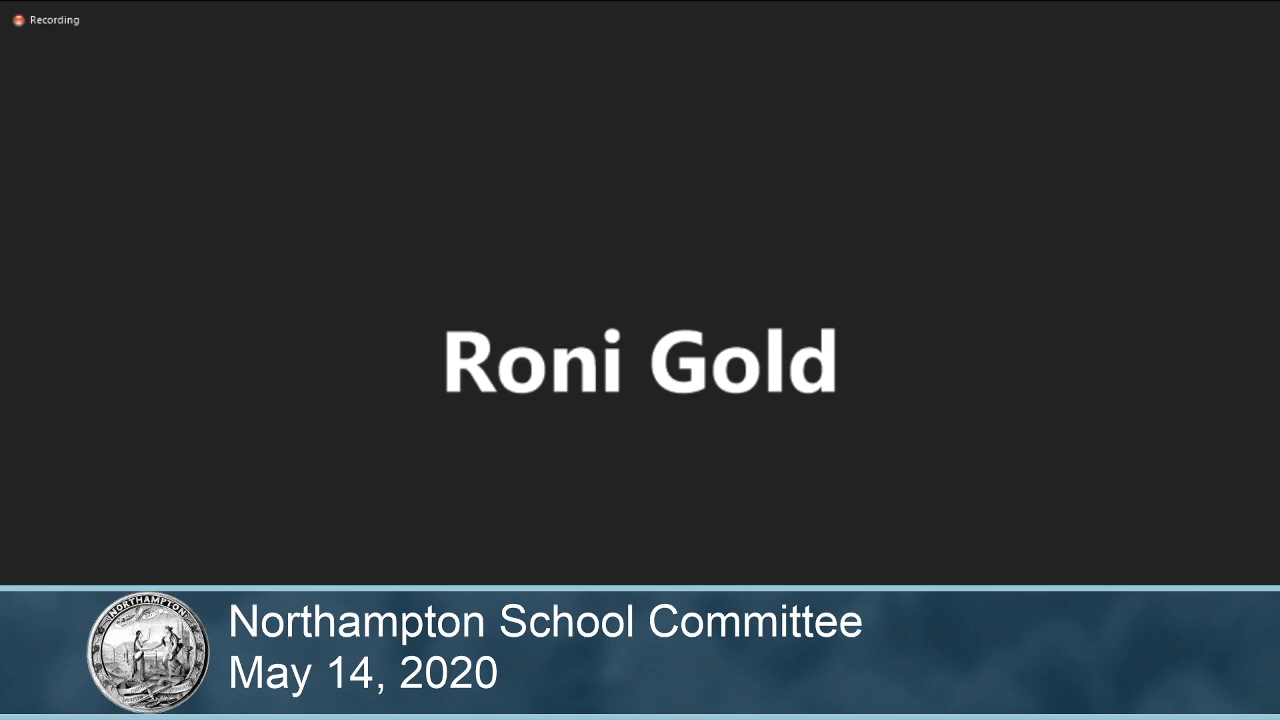 Recording
Roni Gold
NORTHAMPTON
Northampton School Committee
May 14, 2020